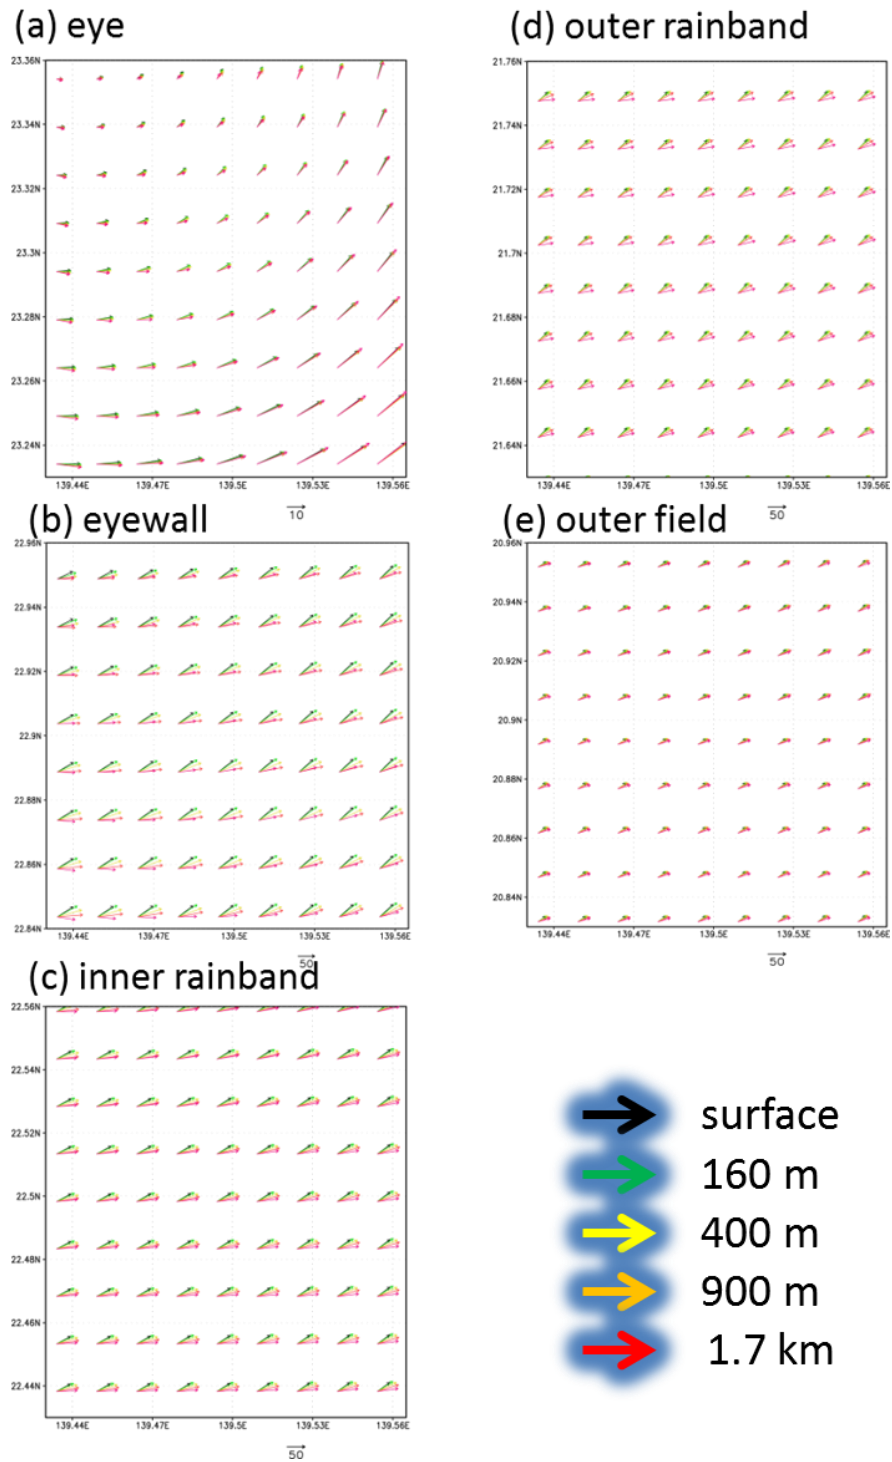 (a) eye
23.36N
23.34N
23.32N
23.3N
23.28N
23.26N
23.24N
139.44E 139.47E 139.5E 139.53E 139.56E
10
(b) eyewall
22.96N
22.94N
22.92N
22.9N
22.88N
22.86N
22.84N
139.44E 139.47E 139.5E 139.53E 139.56E
50
(c) inner rainband
22.56N
22.54N
22.52N
22.5N
22.48N
22.46N
22.44N
139.44E 139.47E 139.5E 139.53E 139.56E
50
(d) outer rainband
21.76N
21.74N
21.72N
21.7N
21.68N
21.66N
21.64N
139.44E 139.47E 139.5E 139.53E 139.56E
50
(e) outer field
20.96N
20.94N
20.92N
20.9N
20.88N
20.86N
20.84N
139.44E 139.47E 139.5E 139.53E 139.56E
50
surface
160 m
400 m
900 m
1.7 km